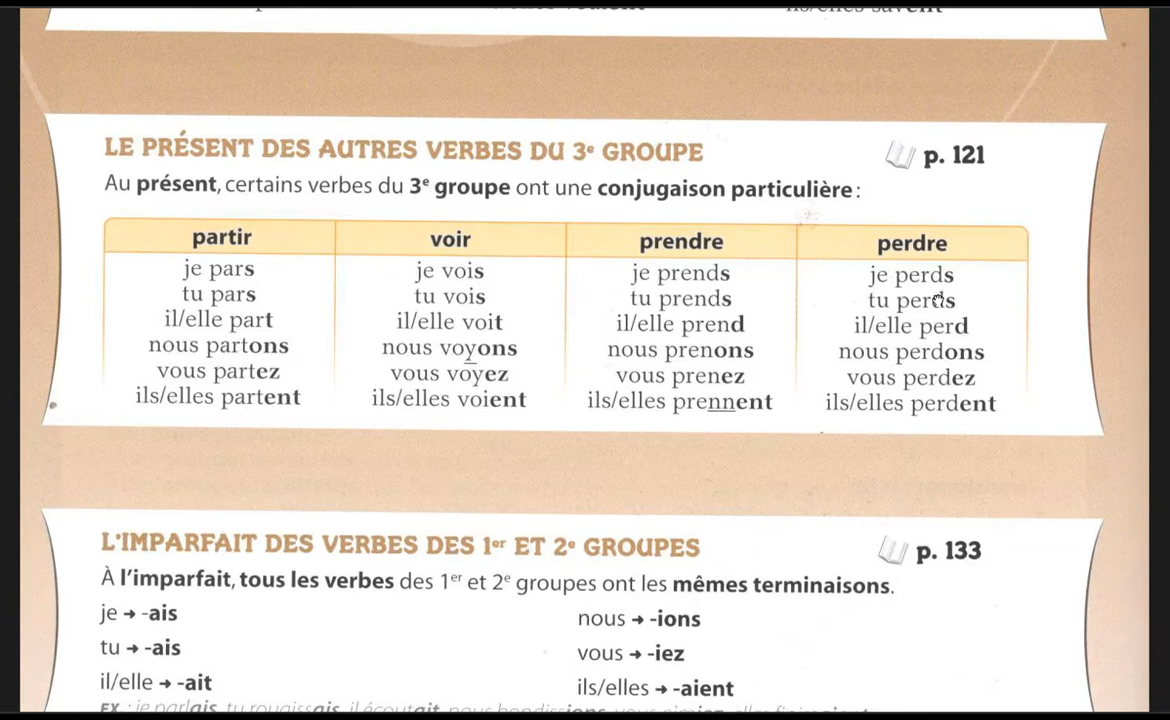 LE PRÉSENT DES AUTRES VERBES DU 3e GROUPE
p. 121
Au présent, certains verbes du 3e groupe ont une conjugaison particulière :
partir voir prendre perdre
je pars je vois je prends je perds
tu pars tu vois tu prends tu perds
il/elle part il/elle voit il/elle prend il/elle perd
nous partons nous voyons nous prenons nous perdons
vous partez vous voyez vous prenez vous perdez
ils/elles partent ils/elles voient ils/elles prennent ils/elles perdent
L'IMPARFAIT DES VERBES DES 1er ET 2e GROUPES
p. 133
À l'imparfait, tous les verbes des 1er et 2e groupes ont les mêmes terminaisons.
je → -ais nous → -ions
tu → -ais vous → -iez
il/elle → -ait ils/elles → -aient